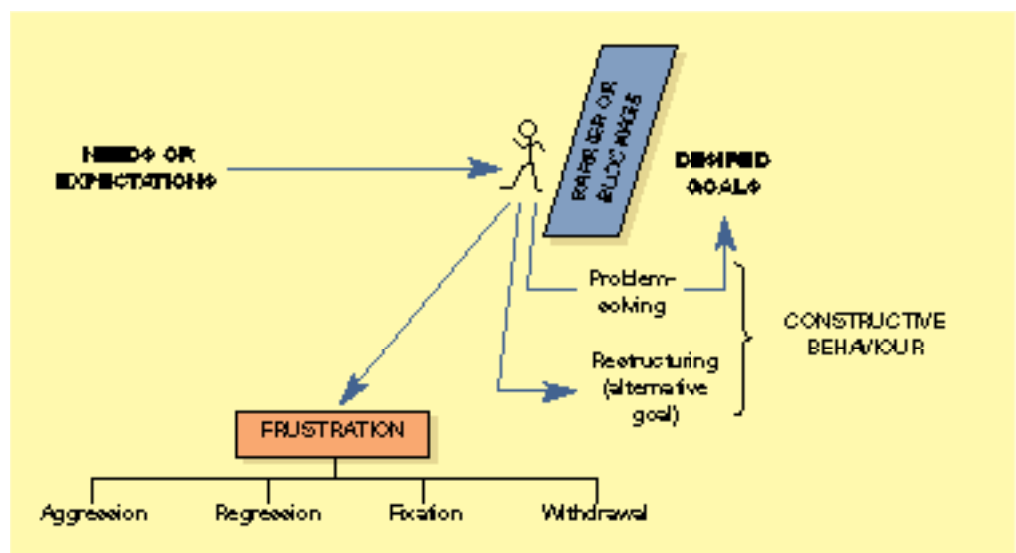 NEEDS OR
EXPECTATIONS
BARRIER OR
BLOCKAGE
DESIRED
GOALS
Problem-
solving
CONSTRUCTIVE
BEHAVIOUR
Restructuring
(alternative
goal)
FRUSTRATION
Aggression
Regression
Fixation
Withdrawal